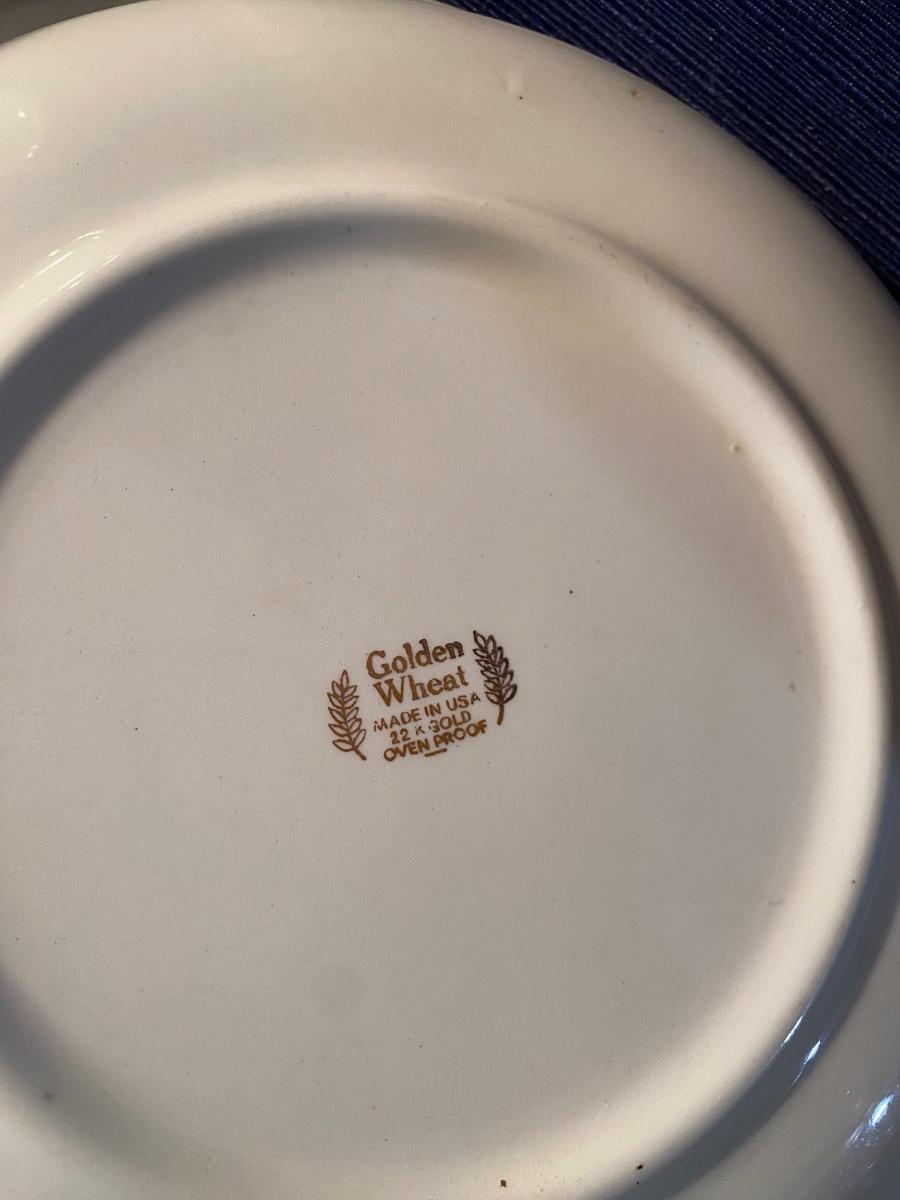 Golden
Wheat
MADE IN USA
22 K GOLD
OVEN PROOF